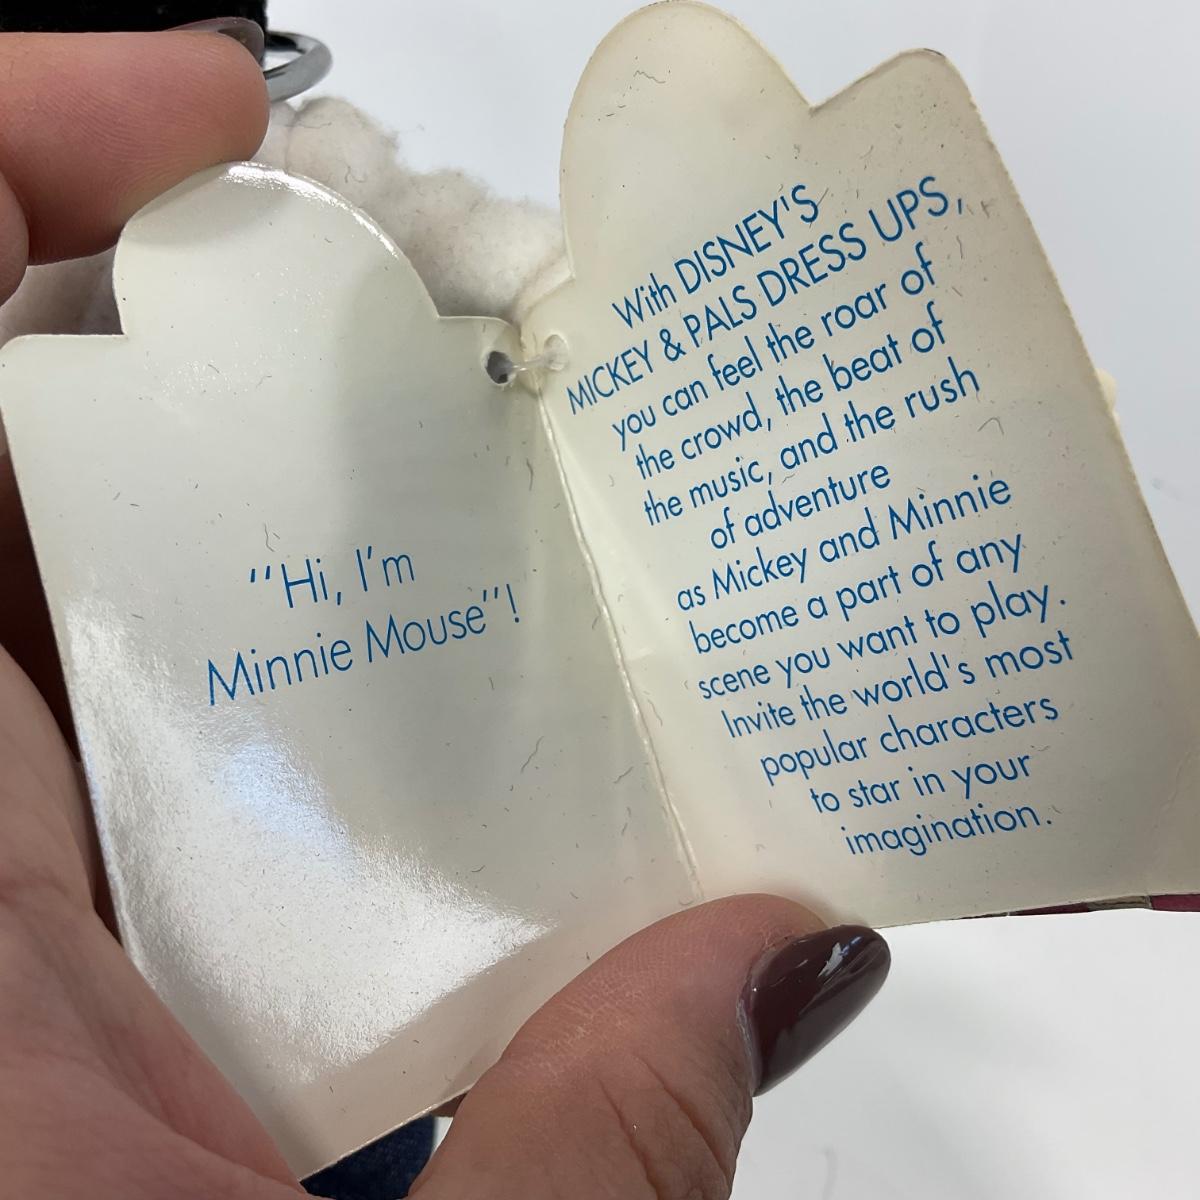 "Hi, I'm
Minnie Mouse"!
With DISNEY'S
MICKEY & PALS DRESS UPS,
you can feel the roar of
the crowd, the beat of
the music, and the rush
of adventure
as Mickey and Minnie
become a part of any
scene you want to play.
Invite the world's most
popular characters
to star in your
imagination.